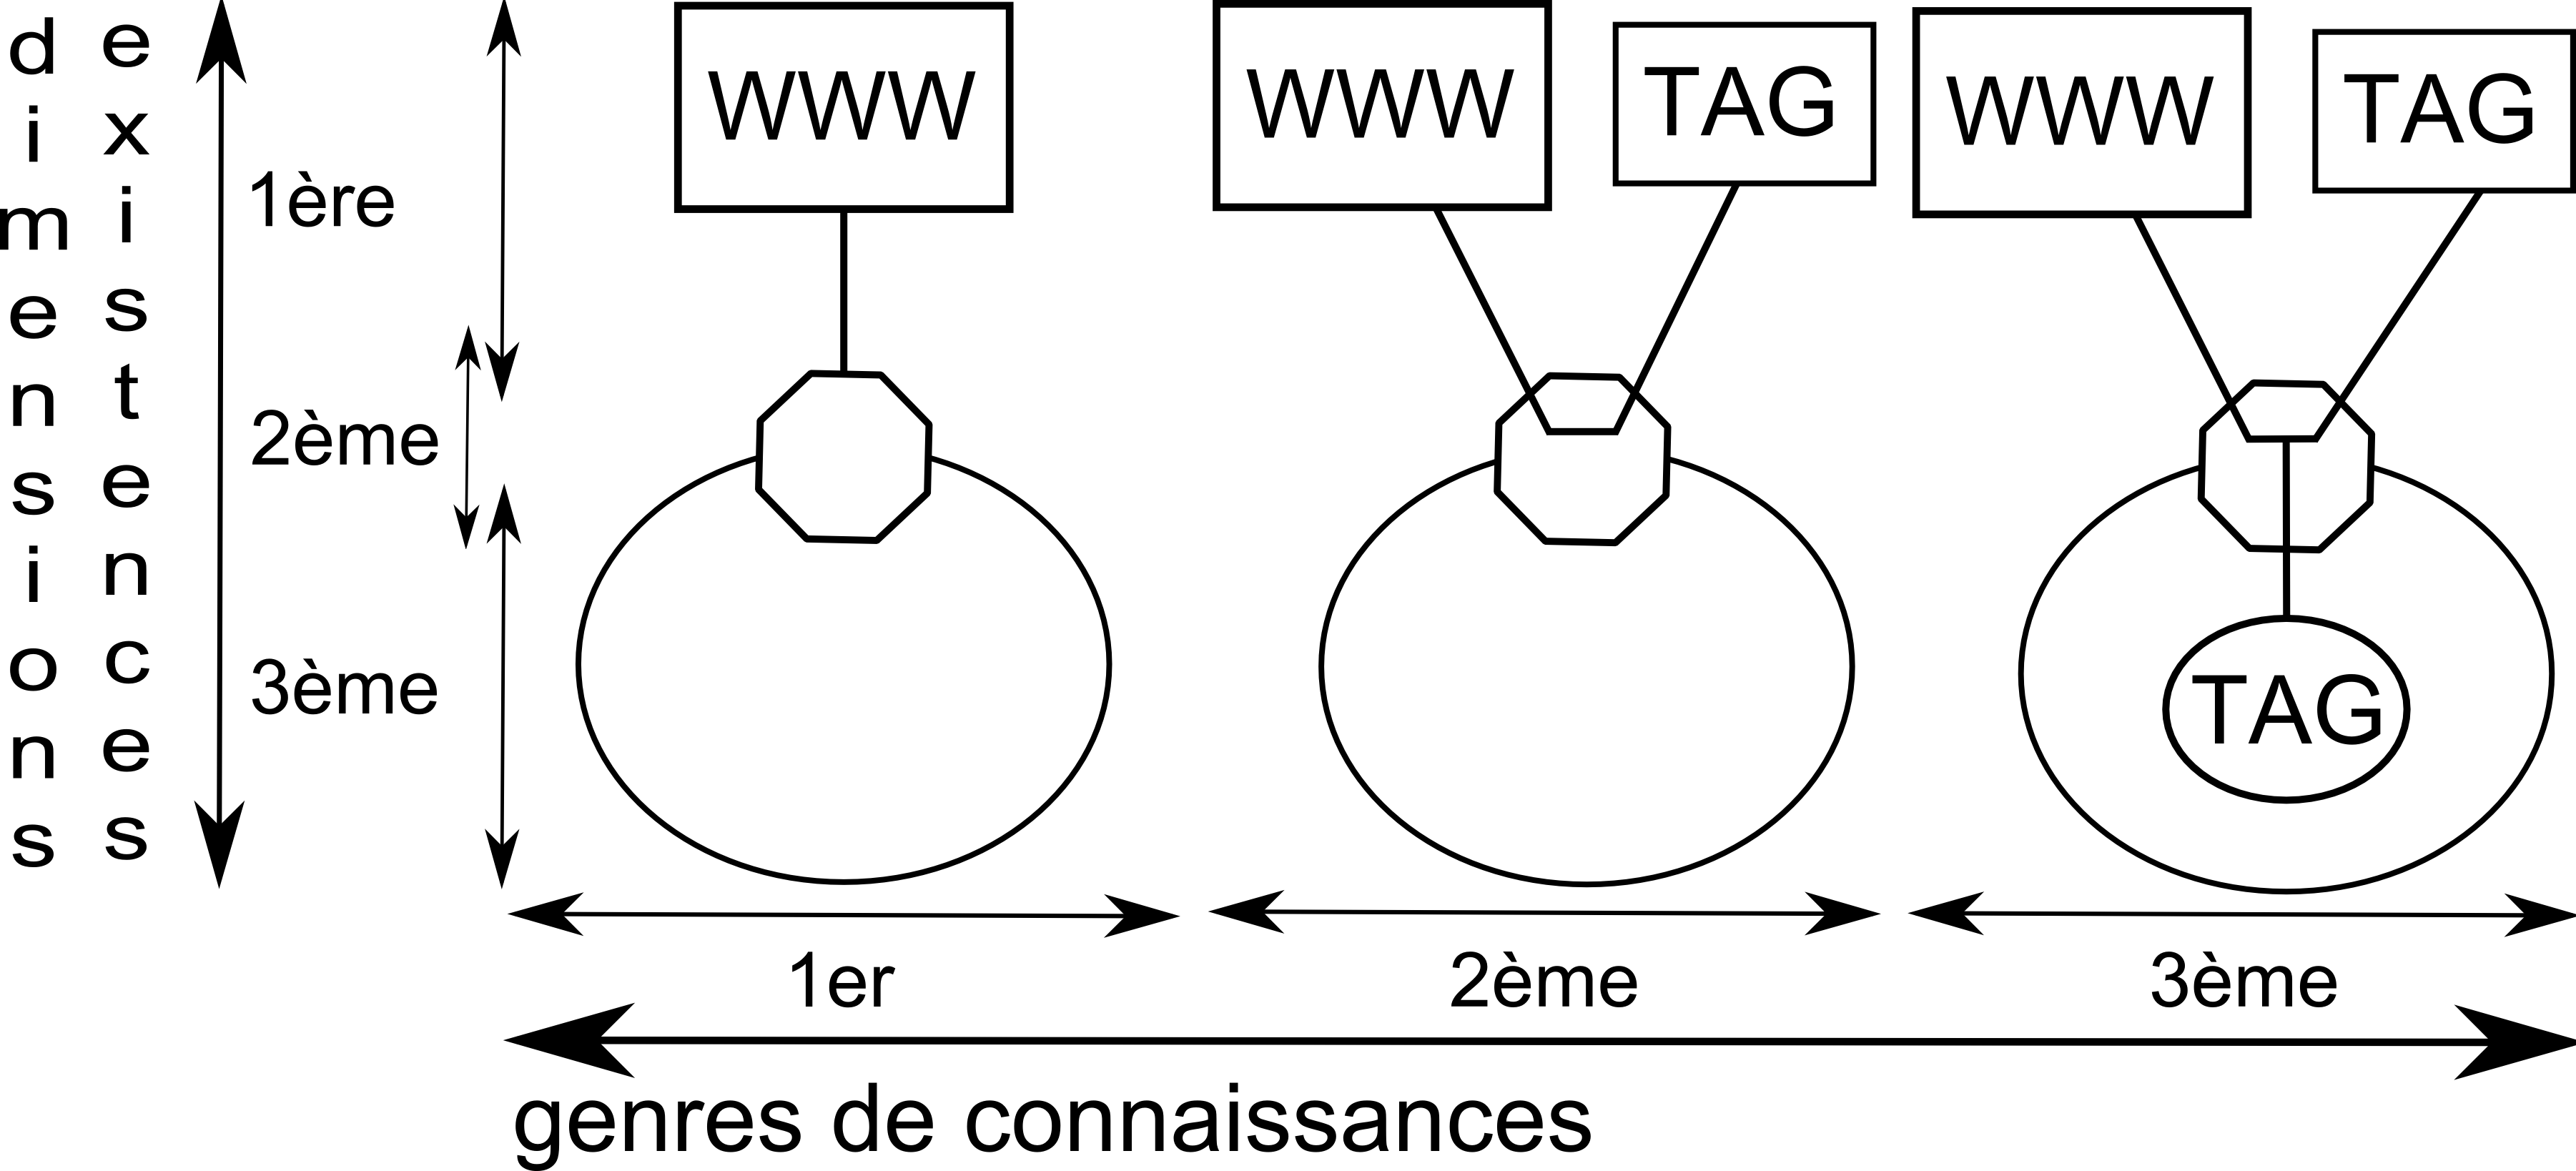 dimensions
existences
WWW
WWW
TAG
WWW
TAG
1ère
2ème
3ème
TAG
1er
2ème
3ème
genres de connaissances